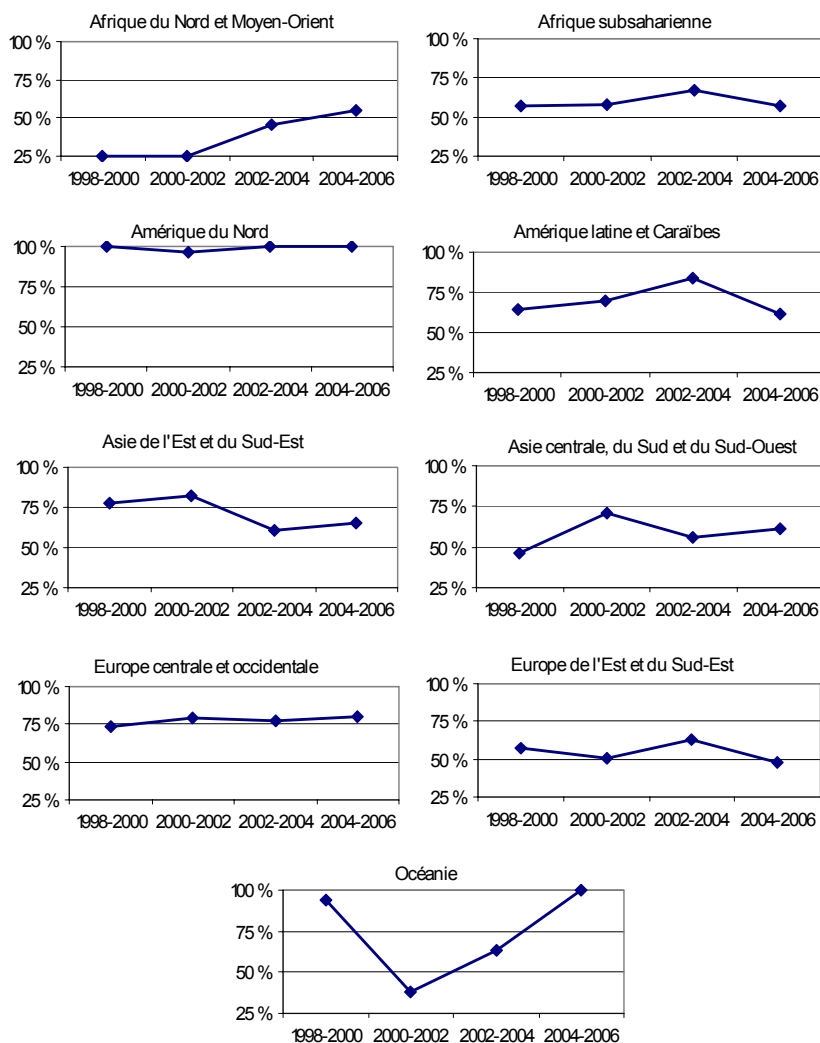 Afrique du Nord et Moyen-Orient
100 %
75 %
50 %
25 %
1998-2000 2000-2002 2002-2004 2004-2006
Afrique subsaharienne
100 %
75 %
50 %
25 %
1998-2000 2000-2002 2002-2004 2004-2006
Amérique du Nord
100 %
75 %
50 %
25 %
1998-2000 2000-2002 2002-2004 2004-2006
Amérique latine et Caraïbes
100 %
75 %
50 %
25 %
1998-2000 2000-2002 2002-2004 2004-2006
Asie de l'Est et du Sud-Est
100 %
75 %
50 %
25 %
1998-2000 2000-2002 2002-2004 2004-2006
Asie centrale, du Sud et du Sud-Ouest
100 %
75 %
50 %
25 %
1998-2000 2000-2002 2002-2004 2004-2006
Europe centrale et occidentale
100 %
75 %
50 %
25 %
1998-2000 2000-2002 2002-2004 2004-2006
Europe de l'Est et du Sud-Est
100 %
75 %
50 %
25 %
1998-2000 2000-2002 2002-2004 2004-2006
Océanie
100 %
75 %
50 %
25 %
1998-2000 2000-2002 2002-2004 2004-2006